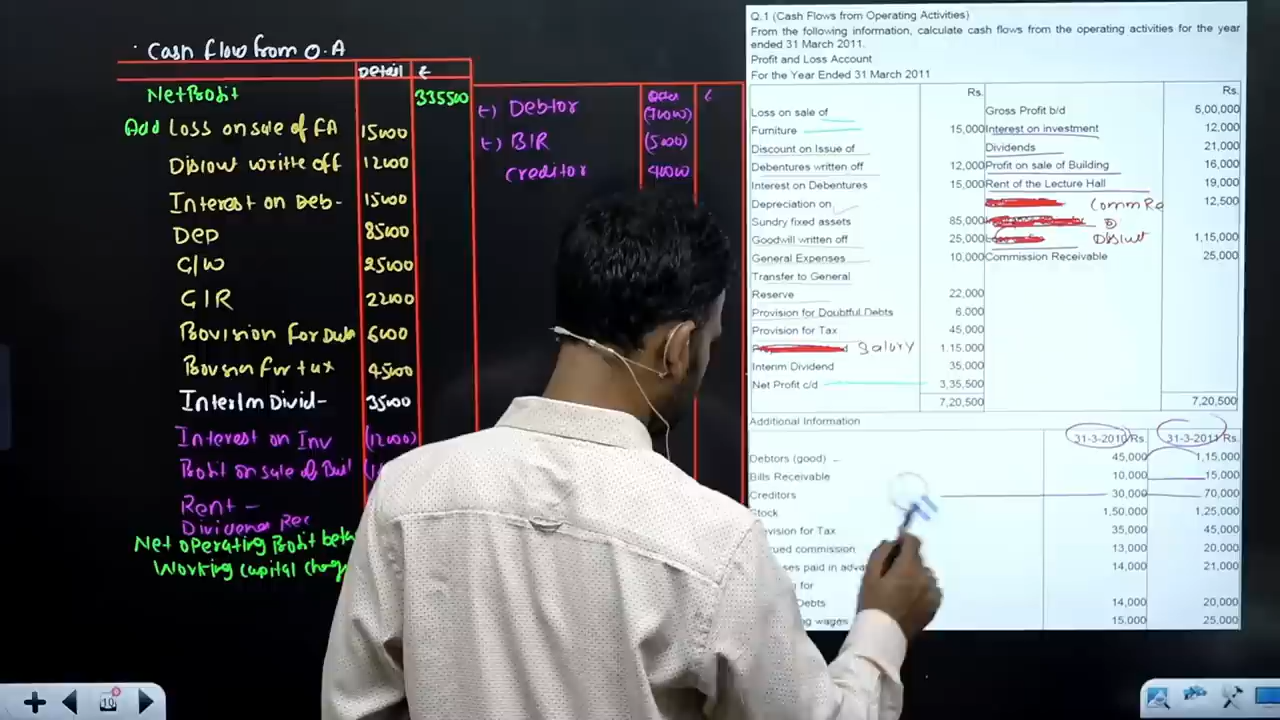 Cash flow from O.A
Detail ₹
Net Profit 335500
Add Loss on sale of FA 15000
Discout writte off 12000
Interest on Deb- 15000
Dep 85000
G/W 25000
G/R 22000
Provision for 6000
for tax 45000
Interim Divid- 35000
Interest on Inv (12000)
Profit on sale of
Rent -
Dividend Rec
Net operating Profit
Working capital
(-) Debtor (70000)
(-) B/R (5000)
creditor 40000
Q.1 (Cash Flows from Operating Activities)
From the following information, calculate cash flows from the operating activities for the year
ended 31 March 2011.
Profit and Loss Account
For the Year Ended 31 March 2011
Rs. Rs.
Loss on sale of Gross Profit b/d 5,00,000
Furniture 15,000 Interest on investment 12,000
Discount on Issue of Dividends 21,000
Debentures written off 12,000 Profit on sale of Building 16,000
Interest on Debentures 15,000 Rent of the Lecture Hall 19,000
Depreciation on Comm Re 12,500
Sundry fixed assets 85,000
Goodwill written off 25,000 1,15,000
General Expenses 10,000 Commission Receivable 25,000
Transfer to General
Reserve 22,000
Provision for Doubtful Debts 6,000
Provision for Tax 45,000
Salary 1,15,000
Interim Dividend 35,000
Net Profit c/d 3,35,500
7,20,500 7,20,500
Additional Information
31-3-2010 Rs. 31-3-2011 Rs.
Debtors (good) 45,000 1,15,000
Bills Receivable 10,000 15,000
Creditors 30,000 70,000
Stock 1,50,000 1,25,000
for Tax 35,000 45,000
commission 13,000 20,000
paid in 14,000 21,000
for
14,000 20,000
wages 15,000 25,000
10